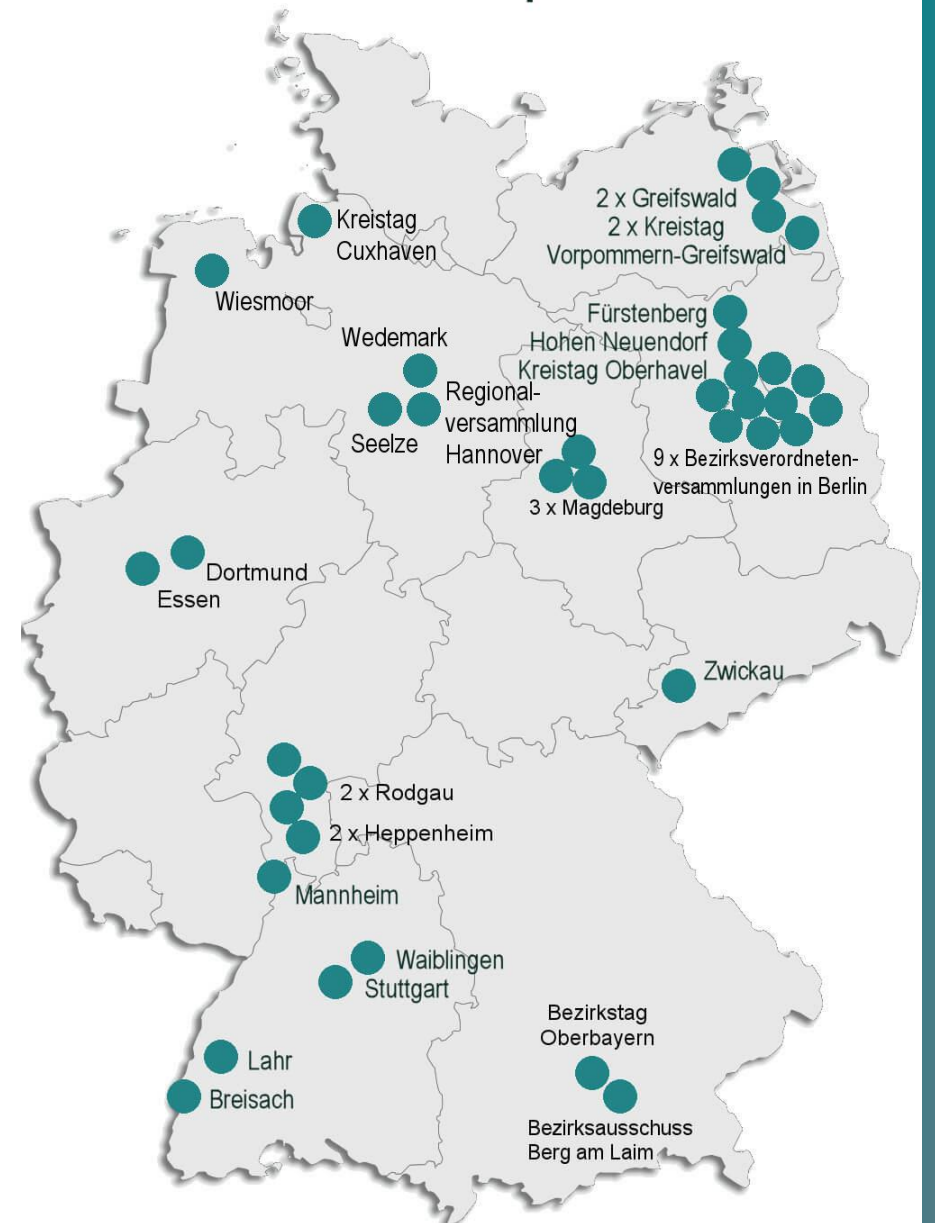 Kreistag
Cuxhaven
2 x Greifswald
2 x Kreistag
Vorpommern-Greifswald
Wiesmoor
Fürstenberg
Hohen Neuendorf
Kreistag Oberhavel
Wedemark
Regional-
versammlung
Hannover
Seelze
9 x Bezirksverordneten-
versammlungen in Berlin
3 x Magdeburg
Dortmund
Essen
Zwickau
2 x Rodgau
2 x Heppenheim
Mannheim
Waiblingen
Stuttgart
Bezirkstag
Oberbayern
Lahr
Breisach
Bezirksausschuss
Berg am Laim